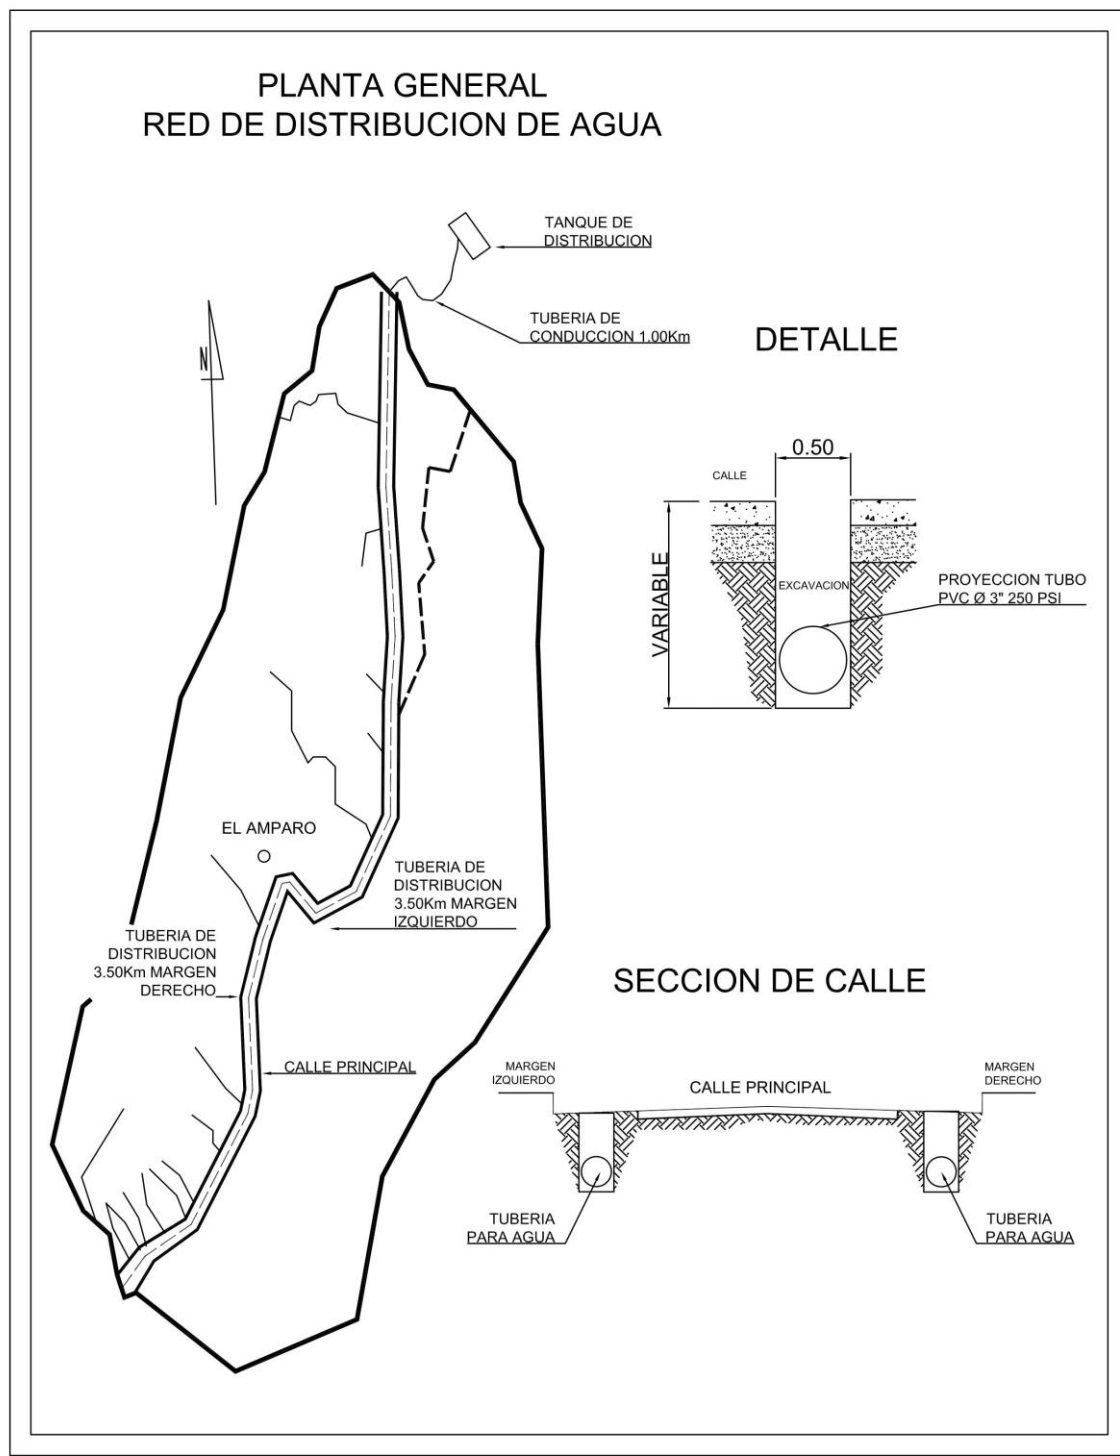 PLANTA GENERAL
RED DE DISTRIBUCION DE AGUA
TANQUE DE
DISTRIBUCION
TUBERIA DE
CONDUCCION 1.00Km
N
DETALLE
0.50
CALLE
VARIABLE
EXCAVACION
PROYECCION TUBO
PVC Ø 3" 250 PSI
EL AMPARO
TUBERIA DE
DISTRIBUCION
3.50Km MARGEN
IZQUIERDO
TUBERIA DE
DISTRIBUCION
3.50Km MARGEN
DERECHO
CALLE PRINCIPAL
SECCION DE CALLE
MARGEN
IZQUIERDO
CALLE PRINCIPAL
MARGEN
DERECHO
TUBERIA
PARA AGUA
TUBERIA
PARA AGUA